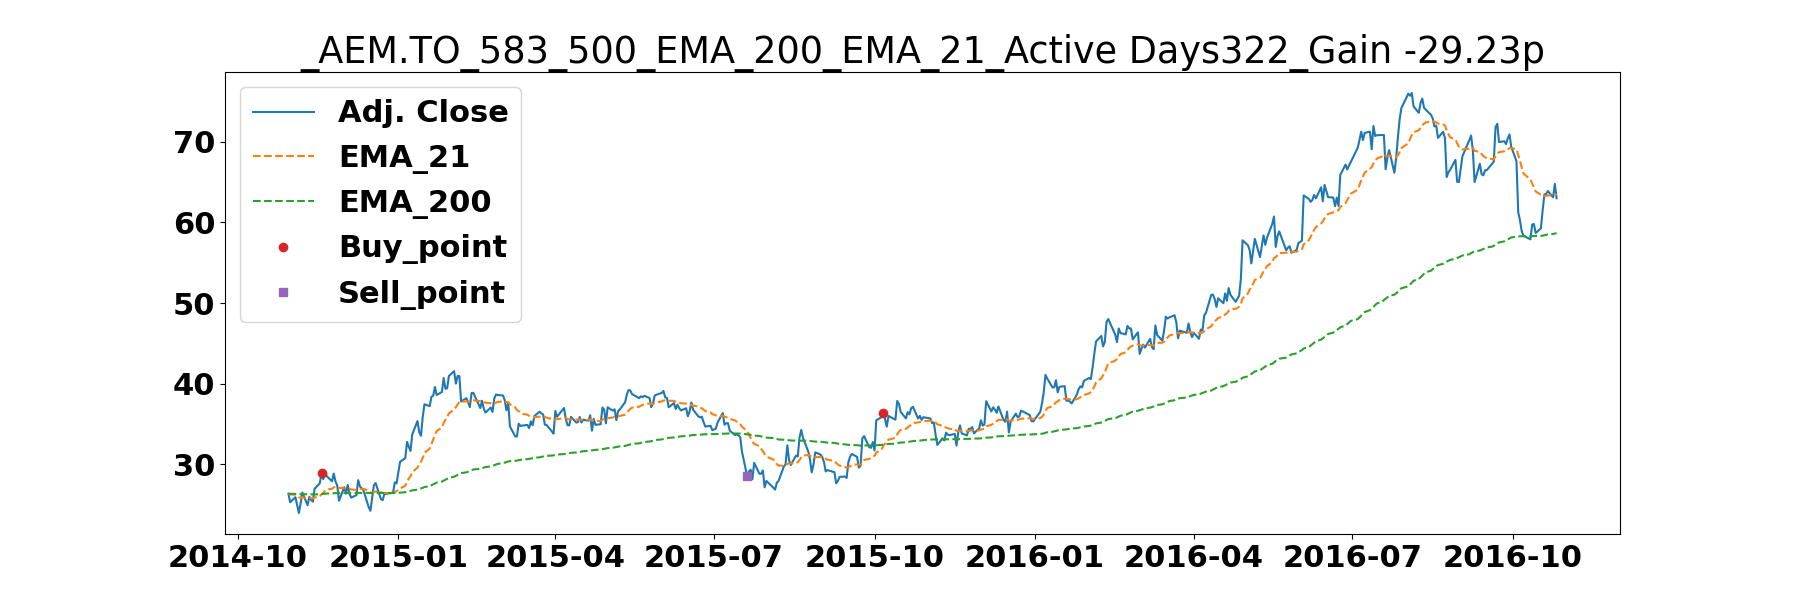 _AEM.TO_583_500_EMA_200_EMA_21_Active Days322_Gain -29.23p
Adj. Close
EMA_21
EMA_200
Buy_point
Sell_point
70
60
50
40
30
2014-10 2015-01 2015-04 2015-07 2015-10 2016-01 2016-04 2016-07 2016-10